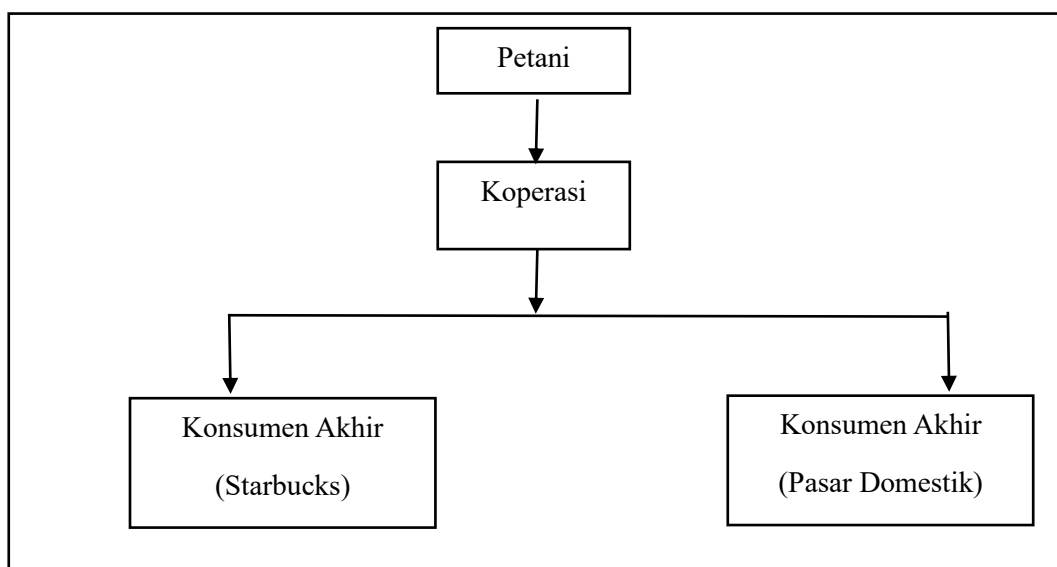 Petani
Koperasi
Konsumen Akhir
(Starbucks)
Konsumen Akhir
(Pasar Domestik)